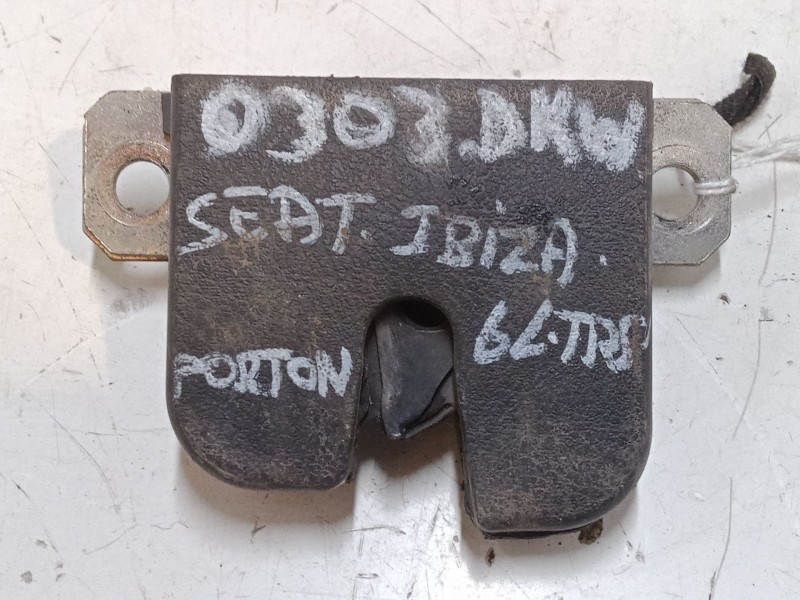 0303.DKW
SEAT. IBIZA.
6L.TRS
PORTON